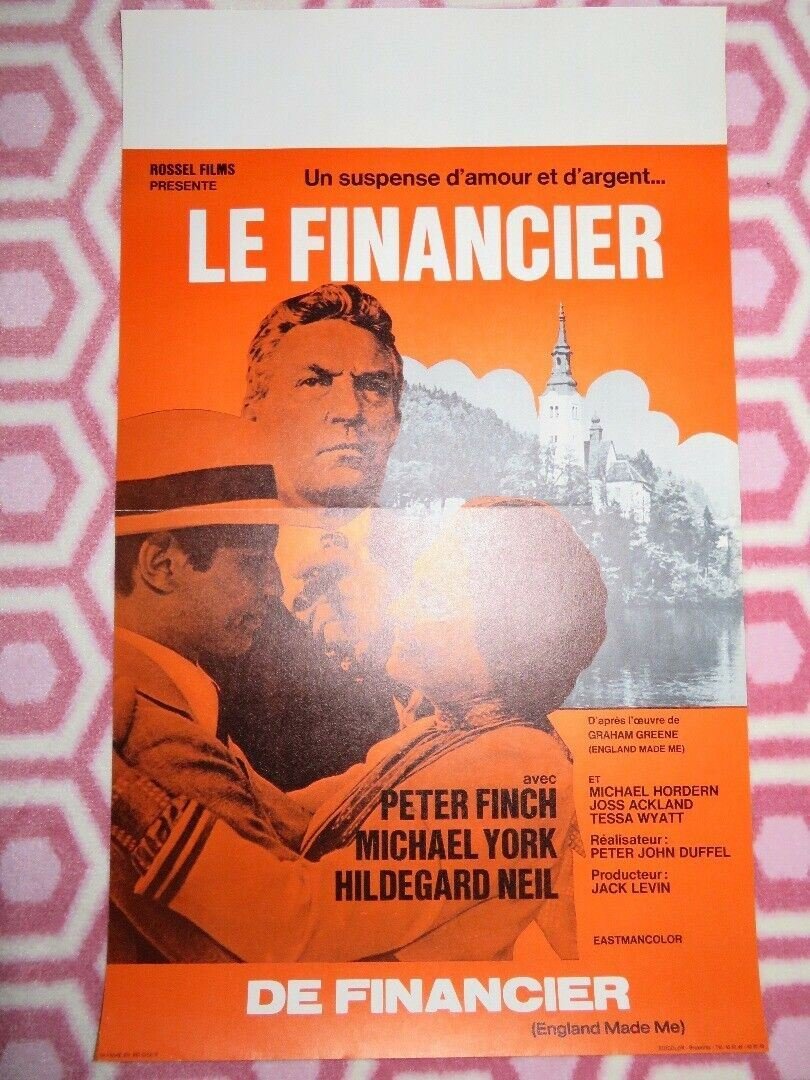 ROSSEL FILMS
PRESENTE
Un suspense d'amour et d'argent...
LE FINANCIER
D'après l'œuvre de
GRAHAM GREENE
(ENGLAND MADE ME)
avec
PETER FINCH
MICHAEL YORK
HILDEGARD NEIL
ET
MICHAEL HORDERN
JOSS ACKLAND
TESSA WYATT
Réalisateur :
PETER JOHN DUFFEL
Producteur :
JACK LEVIN
EASTMANCOLOR
DE FINANCIER
(England Made Me)